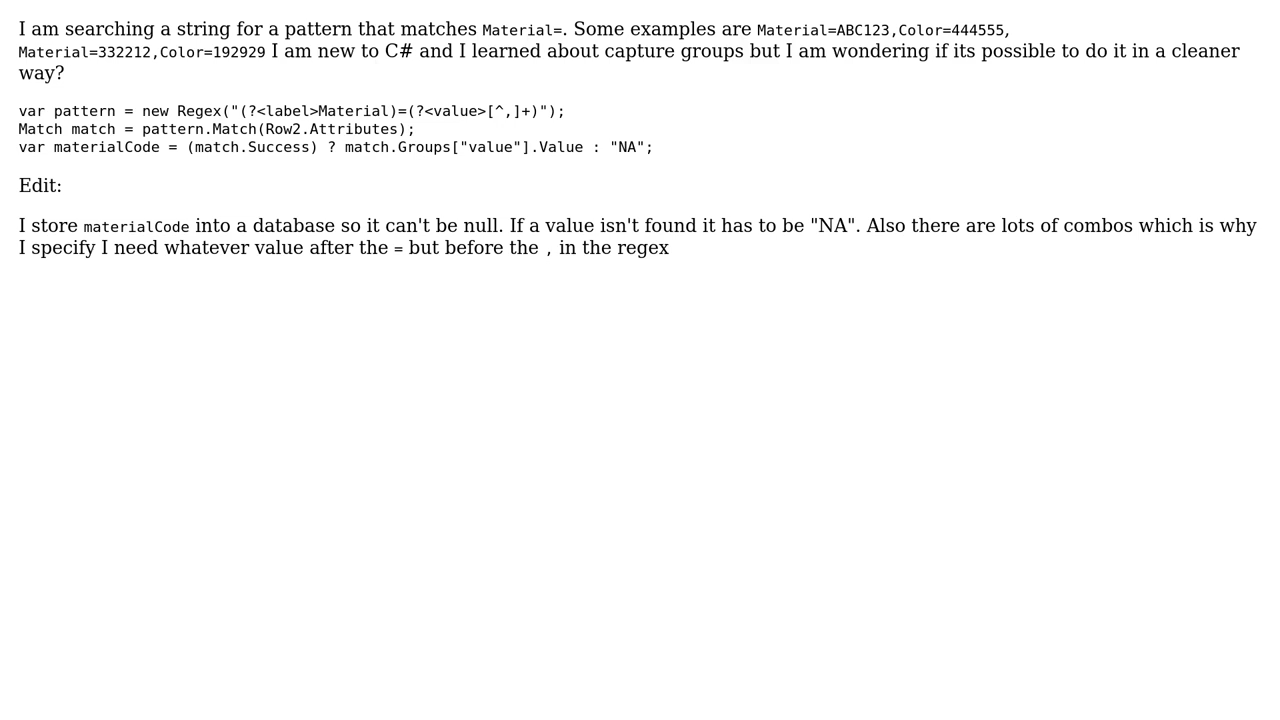 I am searching a string for a pattern that matches Material=. Some examples are Material=ABC123,Color=444555,
Material=332212,Color=192929 I am new to C# and I learned about capture groups but I am wondering if its possible to do it in a cleaner
way?
var pattern = new Regex("(?<label>Material)=(?<value>[^,]+)");
Match match = pattern.Match(Row2.Attributes);
var materialCode = (match.Success) ? match.Groups["value"].Value : "NA";
Edit:
I store materialCode into a database so it can't be null. If a value isn't found it has to be "NA". Also there are lots of combos which is why
I specify I need whatever value after the = but before the , in the regex